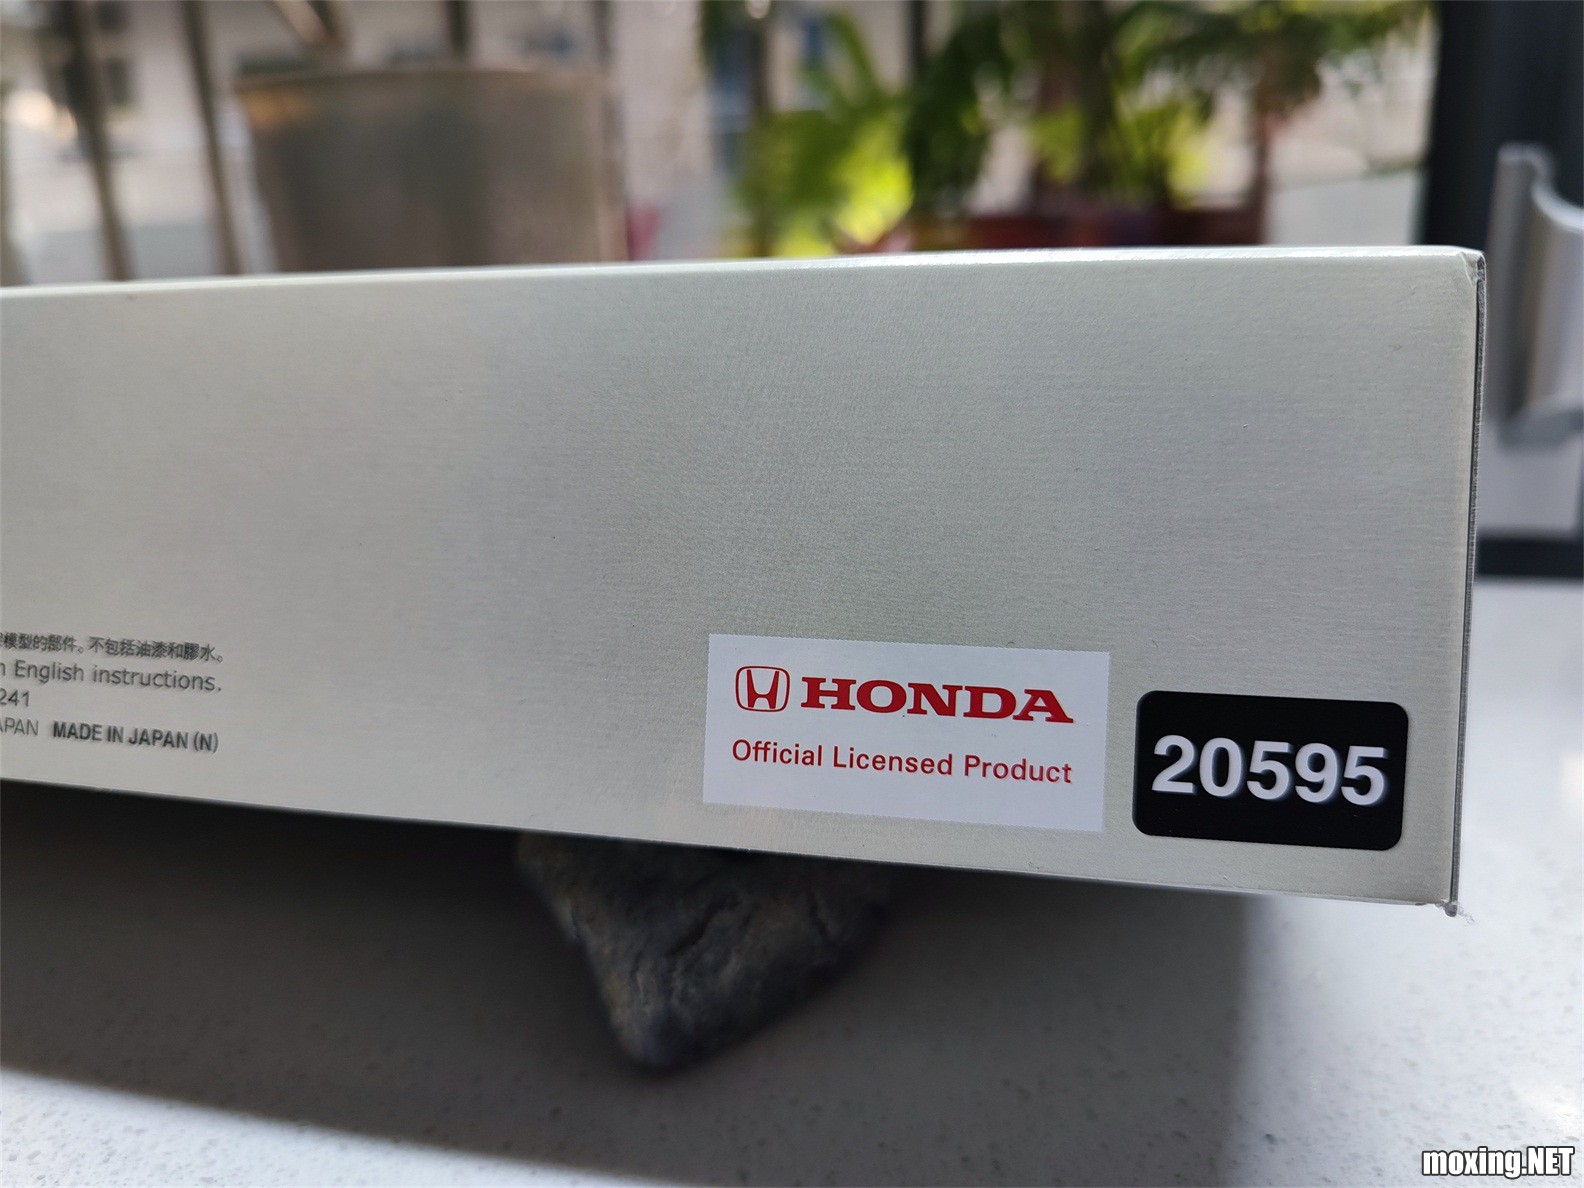 模型的部件。不包括油漆和膠水。
English instructions.
241
MADE IN JAPAN (N)
HONDA
Official Licensed Product
20595
moxing.NET